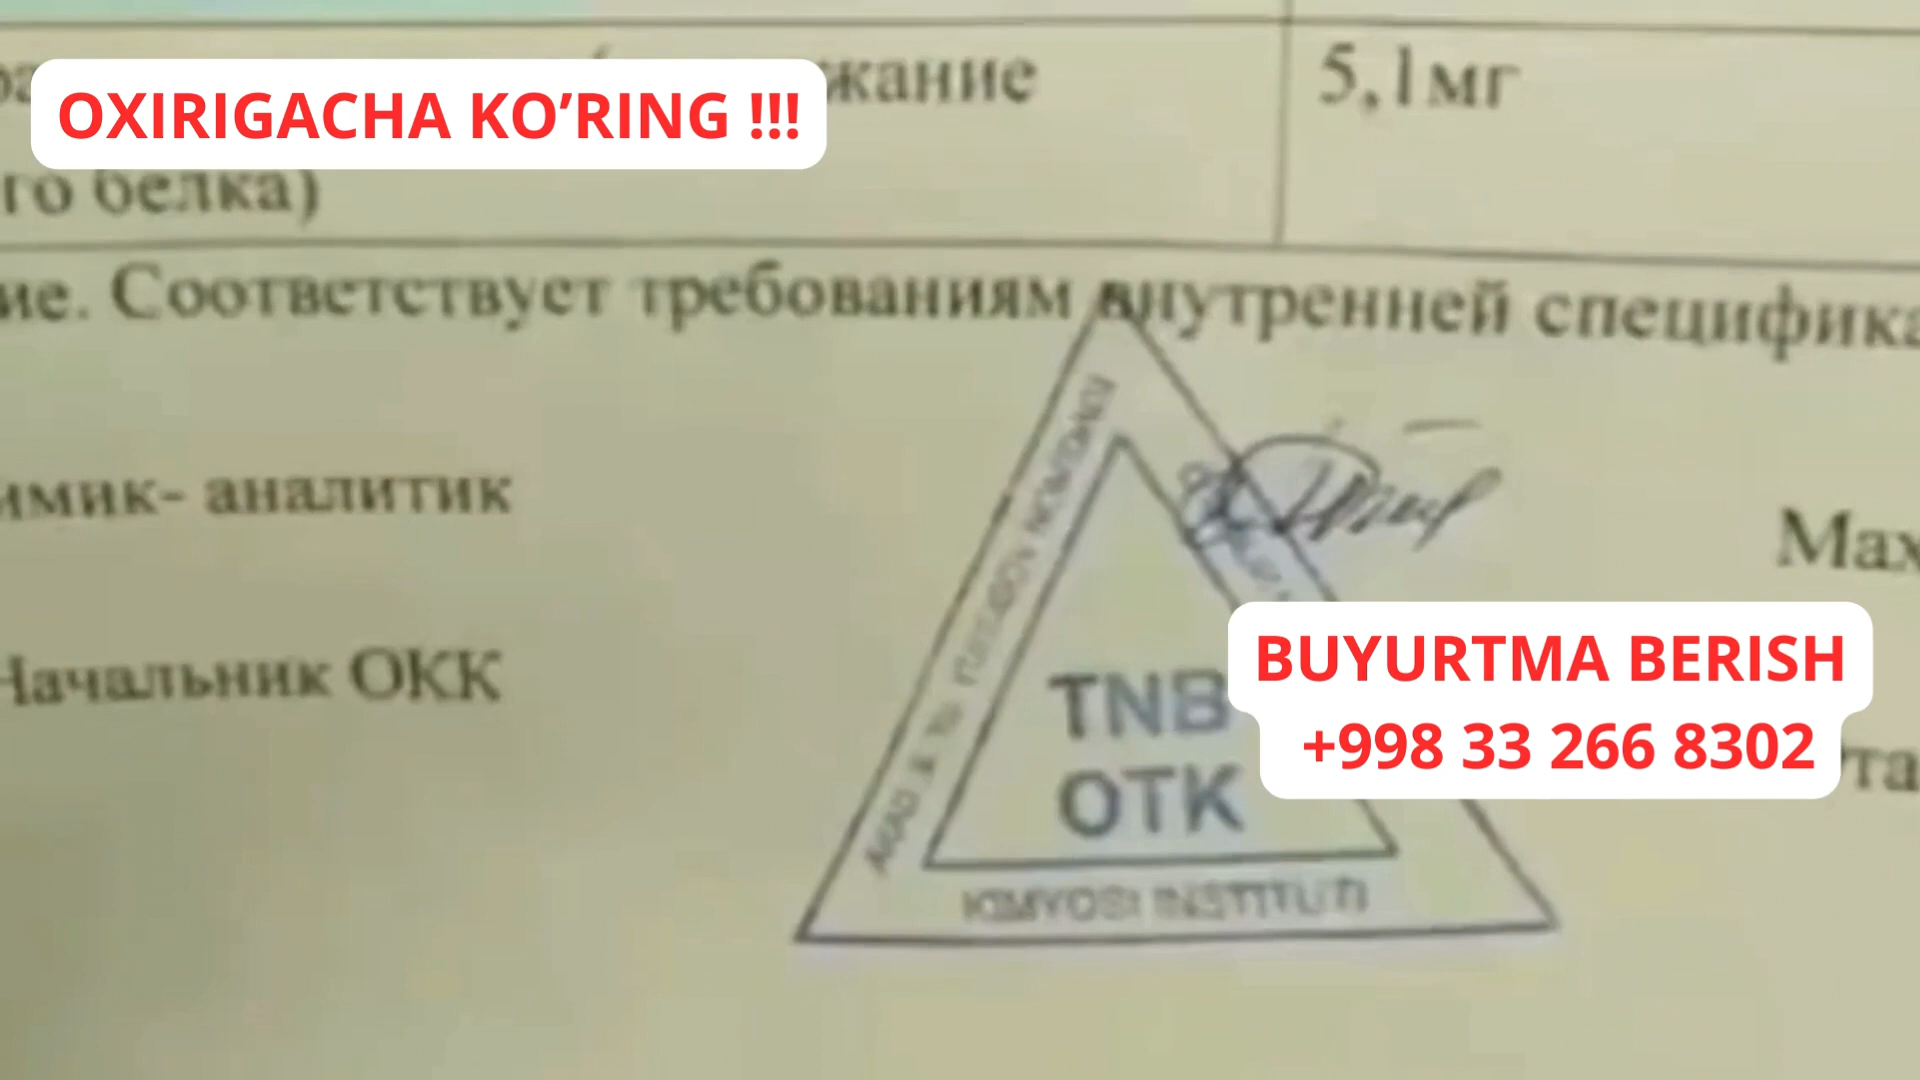 жание 5,1мг
OXIRIGACHA KO’RING !!!
го белка)
ие. Соответствует требованиям внутренней специфика
имик- аналитик
Мах
BUYURTMA BERISH
Начальник ОКК
TNB
+998 33 266 8302
та
OTK
KIMYOSI INSTITUTI